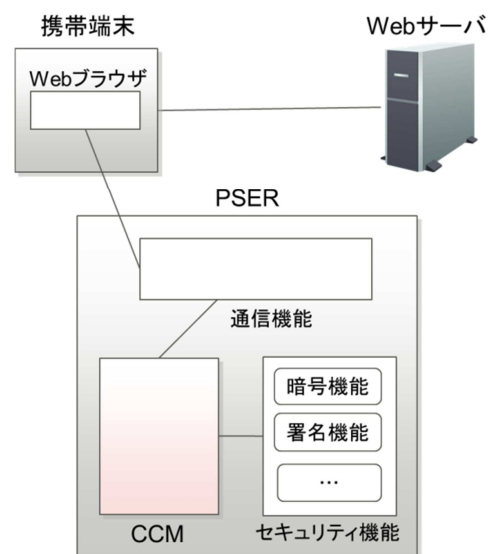 携帯端末
Webサーバ
Webブラウザ
PSER
通信機能
暗号機能
署名機能
…
CCM
セキュリティ機能